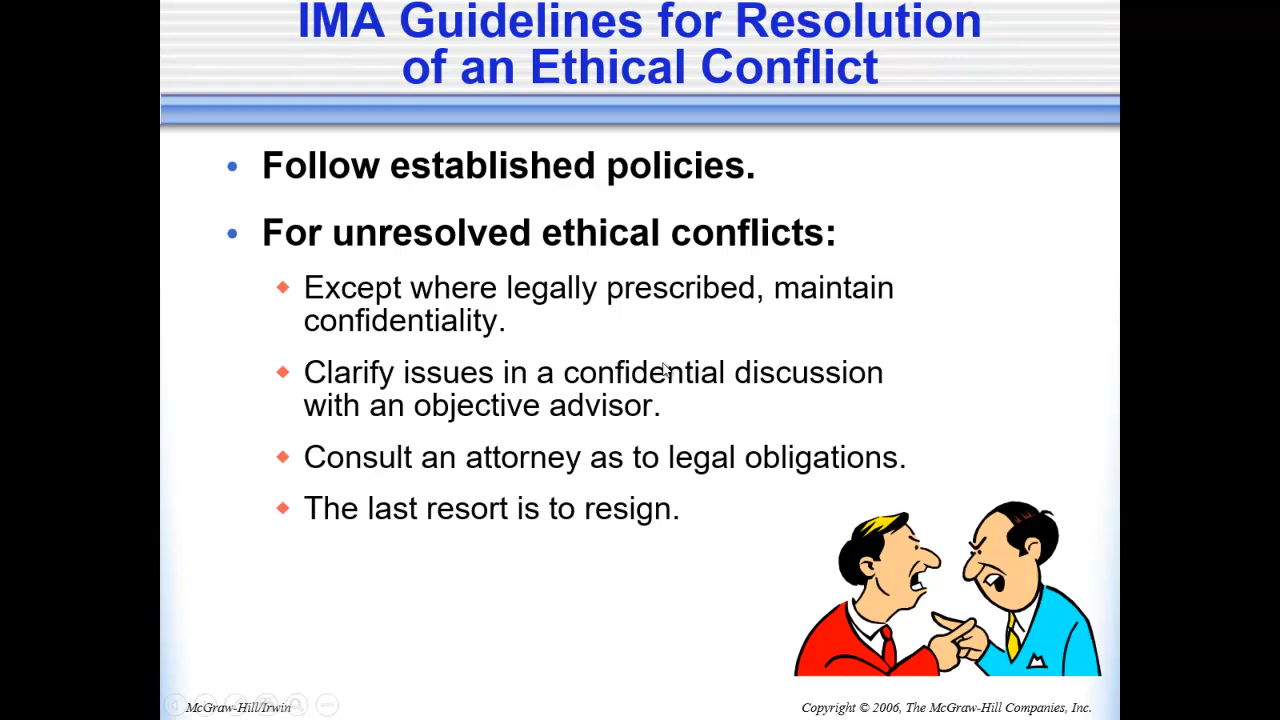 IMA Guidelines for Resolution
of an Ethical Conflict
• Follow established policies.
• For unresolved ethical conflicts:
Except where legally prescribed, maintain
confidentiality.
Clarify issues in a confidential discussion
with an objective advisor.
Consult an attorney as to legal obligations.
The last resort is to resign.
McGraw-Hill/Irwin
Copyright © 2006, The McGraw-Hill Companies, Inc.